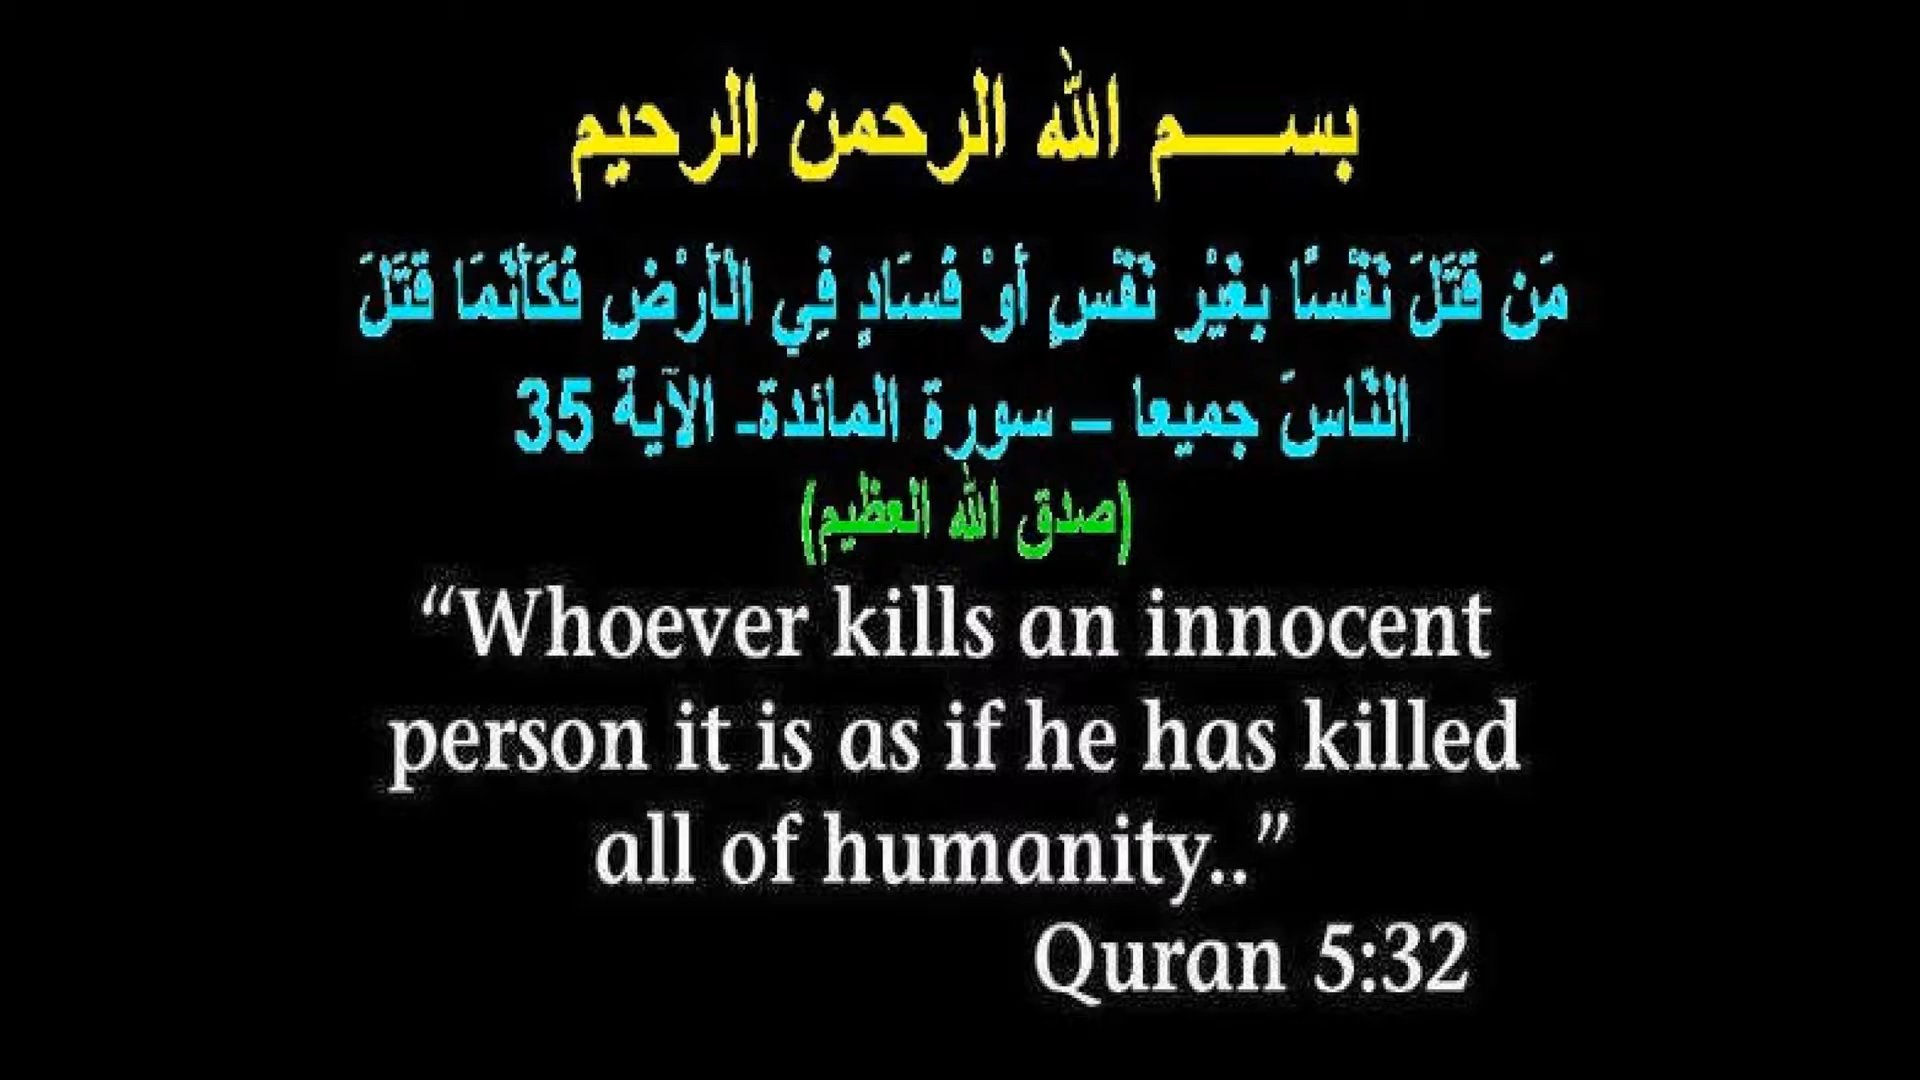 بســـم الله الرحمن الرحيم
مَن قَتَلَ نَفْسًا بِغَيْرِ نَفْسٍ أَوْ فَسَادٍ فِي الْأَرْضِ فَكَأَنَّمَا قَتَلَ
النَّاسَ جميعا – سورة المائدة- الآية 35
(صدق الله العظيم)
“Whoever kills an innocent
person it is as if he has killed
all of humanity..”
Quran 5:32